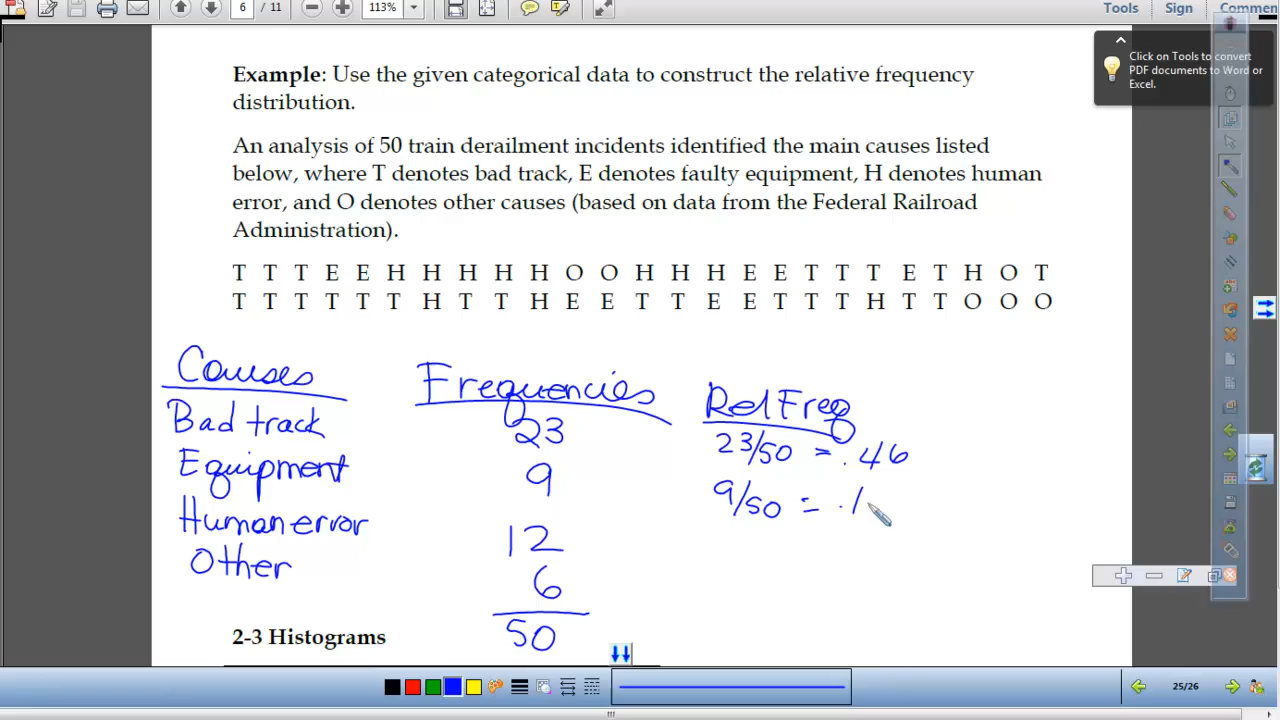 6 / 11 113% Tools Sign Commen
Click on Tools to convert
PDF documents to Word or
Excel.
Example: Use the given categorical data to construct the relative frequency
distribution.
An analysis of 50 train derailment incidents identified the main causes listed
below, where T denotes bad track, E denotes faulty equipment, H denotes human
error, and O denotes other causes (based on data from the Federal Railroad
Administration).
T T T E E H H H H H O O H H H E E T T T E T H O T
T T T T T T H T T H E E T T E E T T T H T T O O O
Causes Frequencies Rel Freq
Bad track 23 23/50 = .46
Equipment 9 9/50 = .1
Human error 12
Other 6
50
2-3 Histograms
25/26